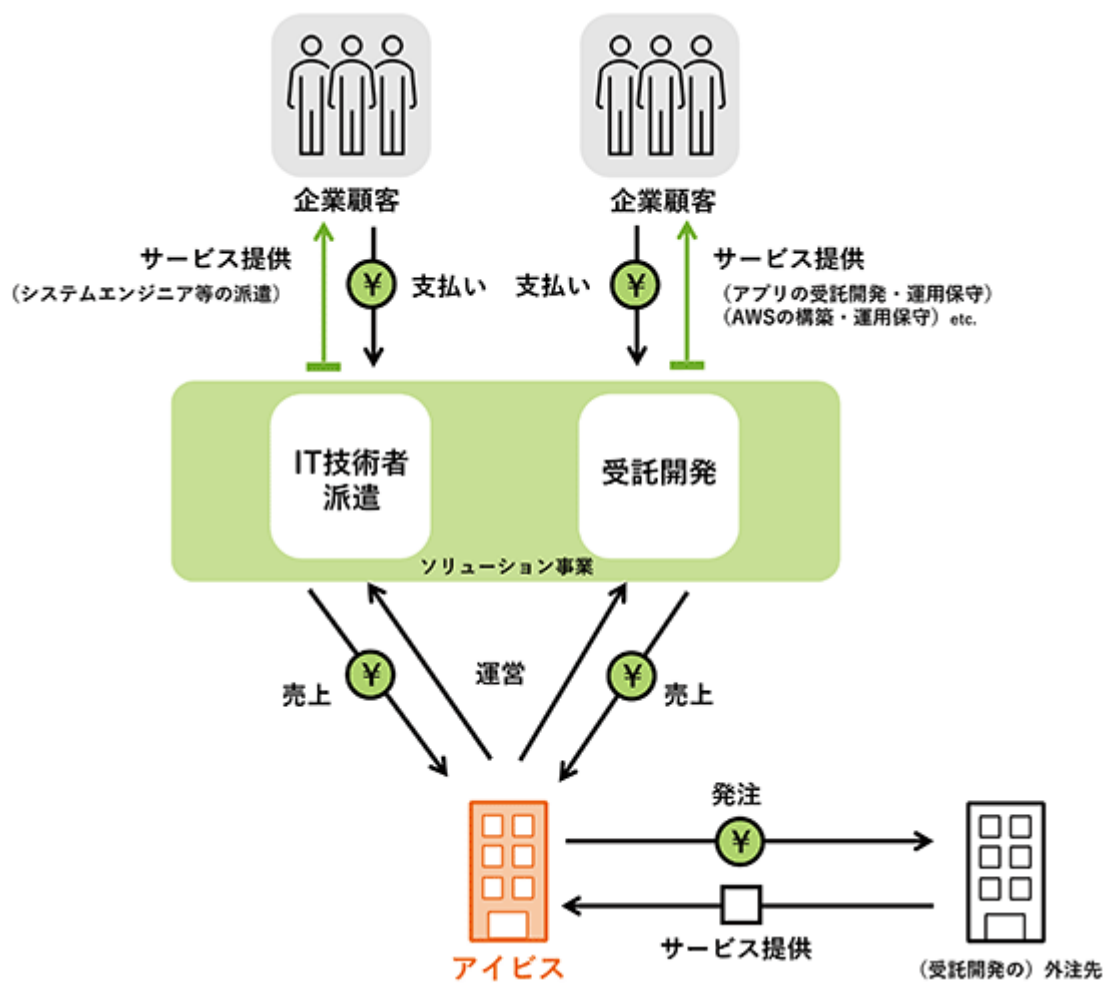 企業顧客
企業顧客
サービス提供
（システムエンジニア等の派遣）
¥
支払い
支払い
¥
サービス提供
（アプリの受託開発・運用保守）
（AWSの構築・運用保守）etc.
IT技術者
派遣
受託開発
ソリューション事業
¥
売上
運営
¥
売上
発注
¥
サービス提供
アイビス
（受託開発の）外注先